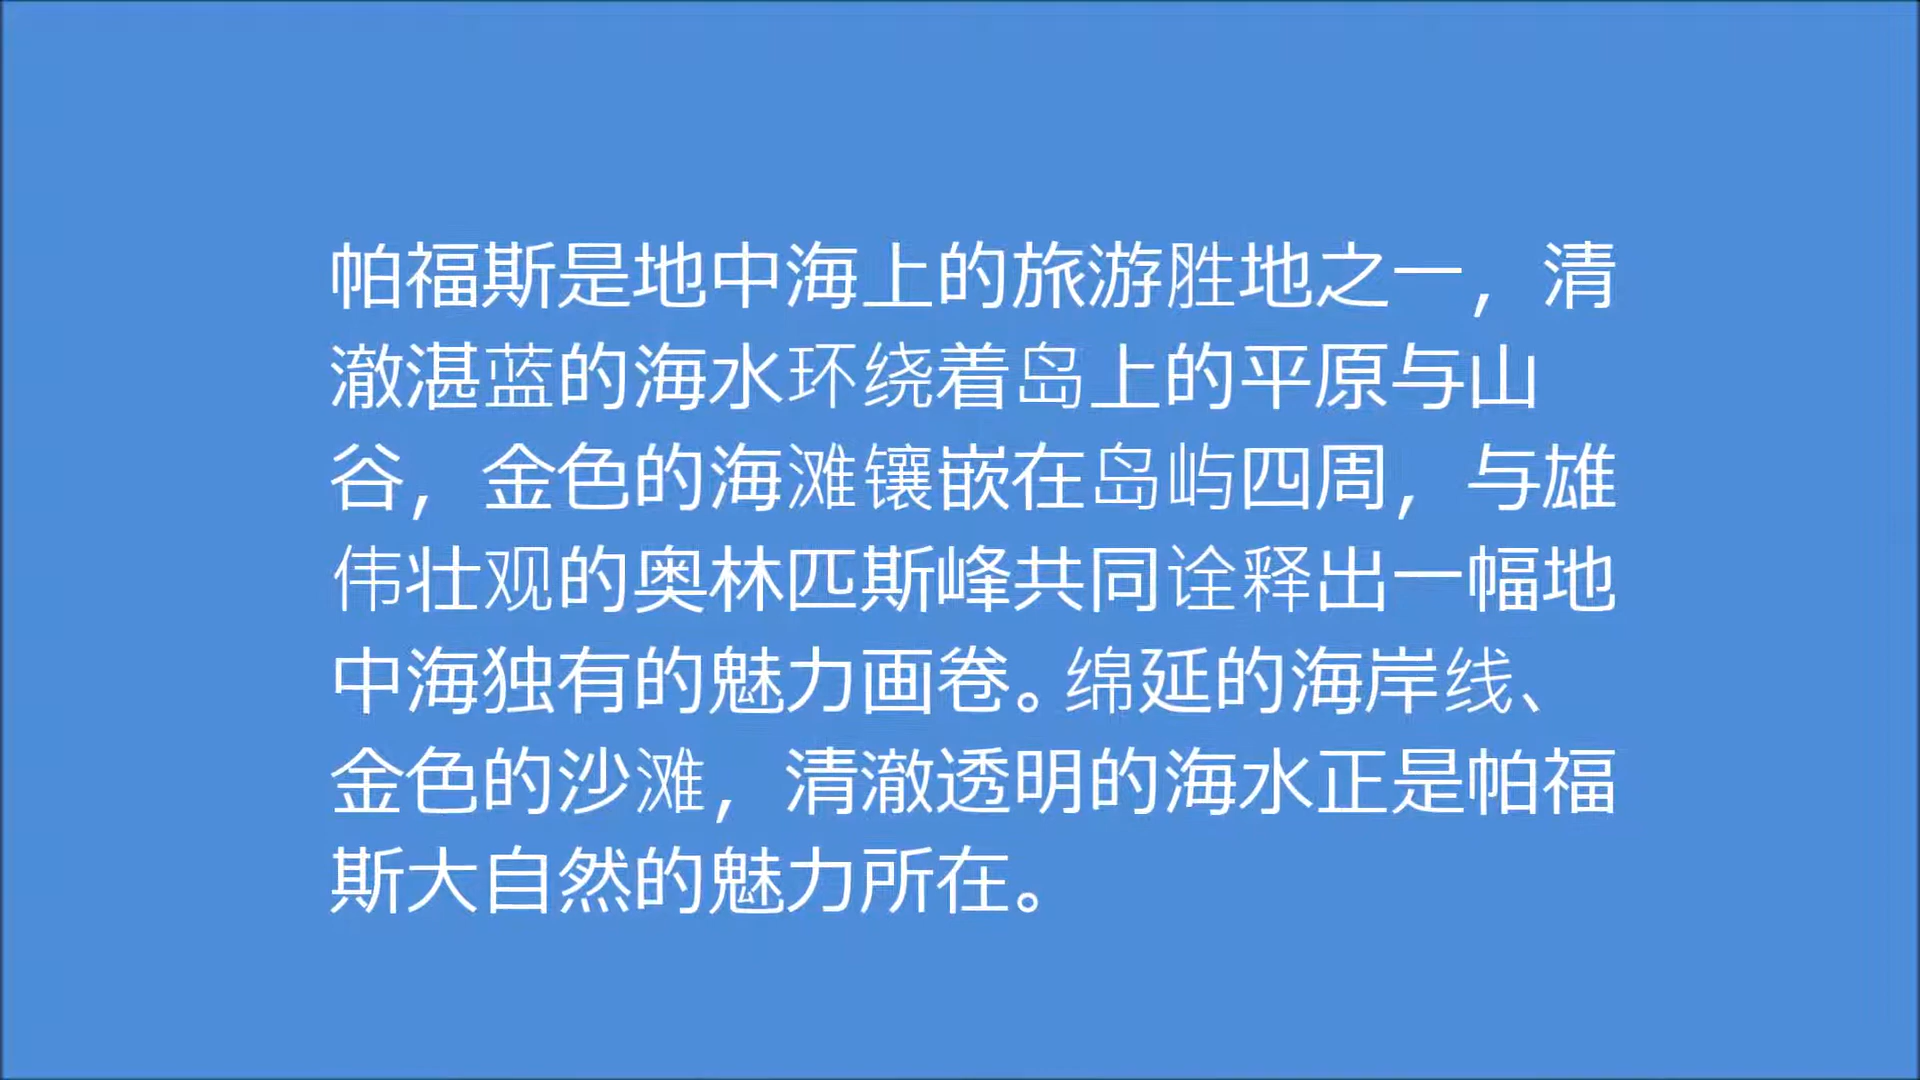 帕福斯是地中海上的旅游胜地之一，清
澈湛蓝的海水环绕着岛上的平原与山
谷，金色的海滩镶嵌在岛屿四周，与雄
伟壮观的奥林匹斯峰共同诠释出一幅地
中海独有的魅力画卷。绵延的海岸线、
金色的沙滩，清澈透明的海水正是帕福
斯大自然的魅力所在。